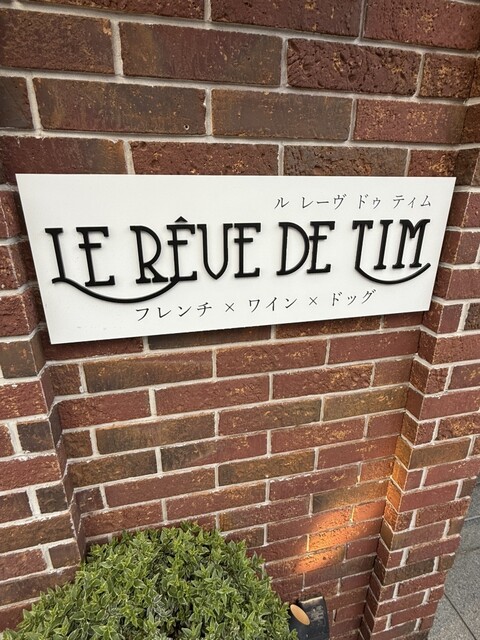 ル レーヴ ドゥ ティム
LE RÊVE DE TIM
フレンチ × ワイン × ドッグ